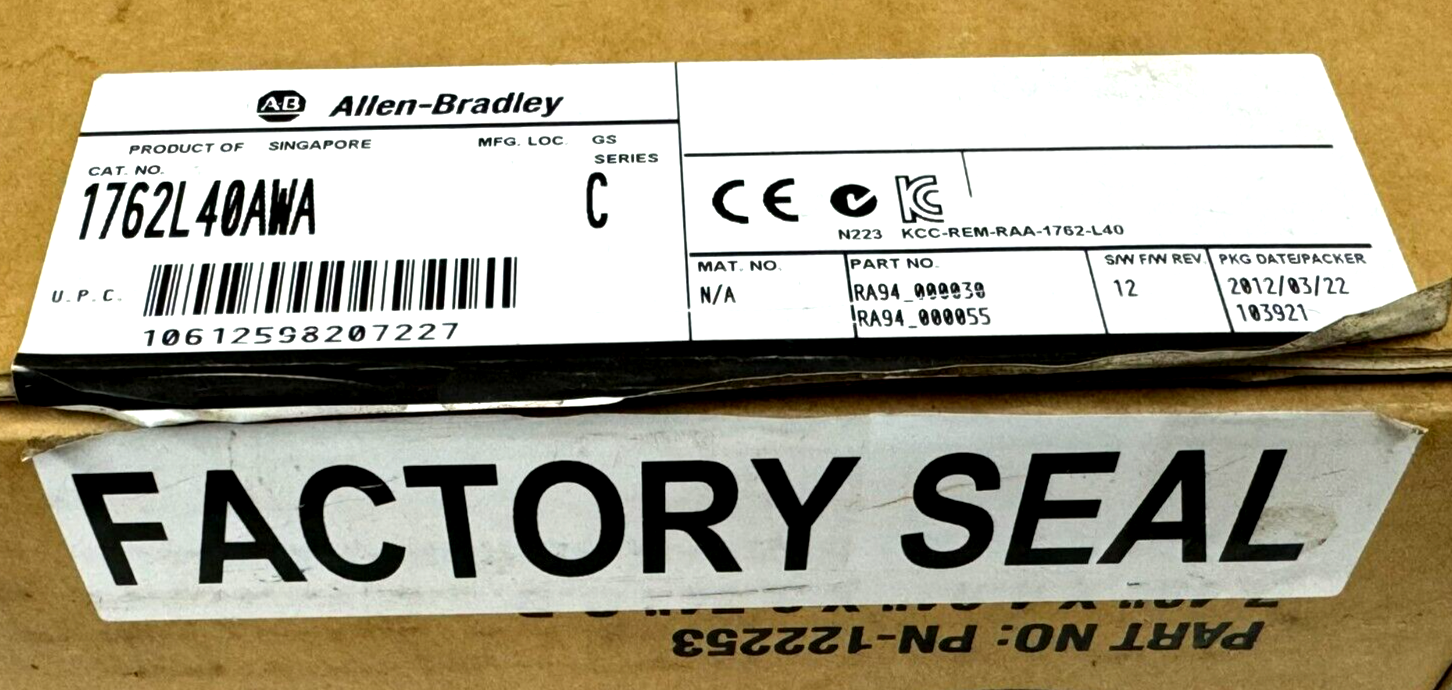 AB Allen-Bradley
PRODUCT OF SINGAPORE MFG. LOC. GS
CAT. NO. SERIES
1762L40AWA C
U.P.C.
10612598207227
CE KC
N223 KCC-REM-RAA-1762-L40
MAT. NO. PART NO. S/W F/W REV. PKG DATE/PACKER
N/A RA94_000030 12 2012/03/22
RA94_000055 103921
FACTORY SEAL
PART NO: PN-122253